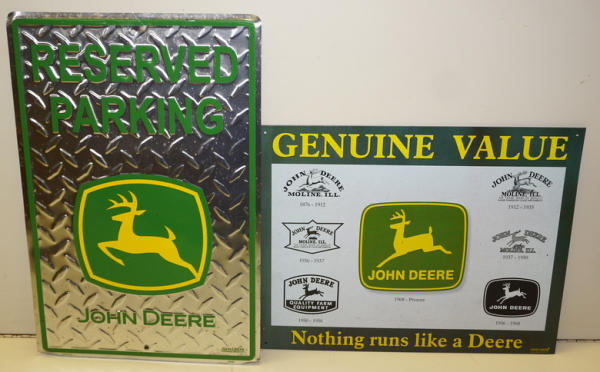 RESERVED
PARKING
JOHN DEERE
GENUINE VALUE
JOHN DEERE
MOLINE, ILL.
1876 - 1912
JOHN DEERE
MOLINE, ILL.
1912 - 1935
JOHN DEERE
MOLINE, ILL.
1936 - 1937
JOHN DEERE
MOLINE, ILL.
1937 - 1950
JOHN DEERE
QUALITY FARM
EQUIPMENT
1950 - 1956
JOHN DEERE
1968 - Present
JOHN DEERE
1956 - 1968
Nothing runs like a Deere